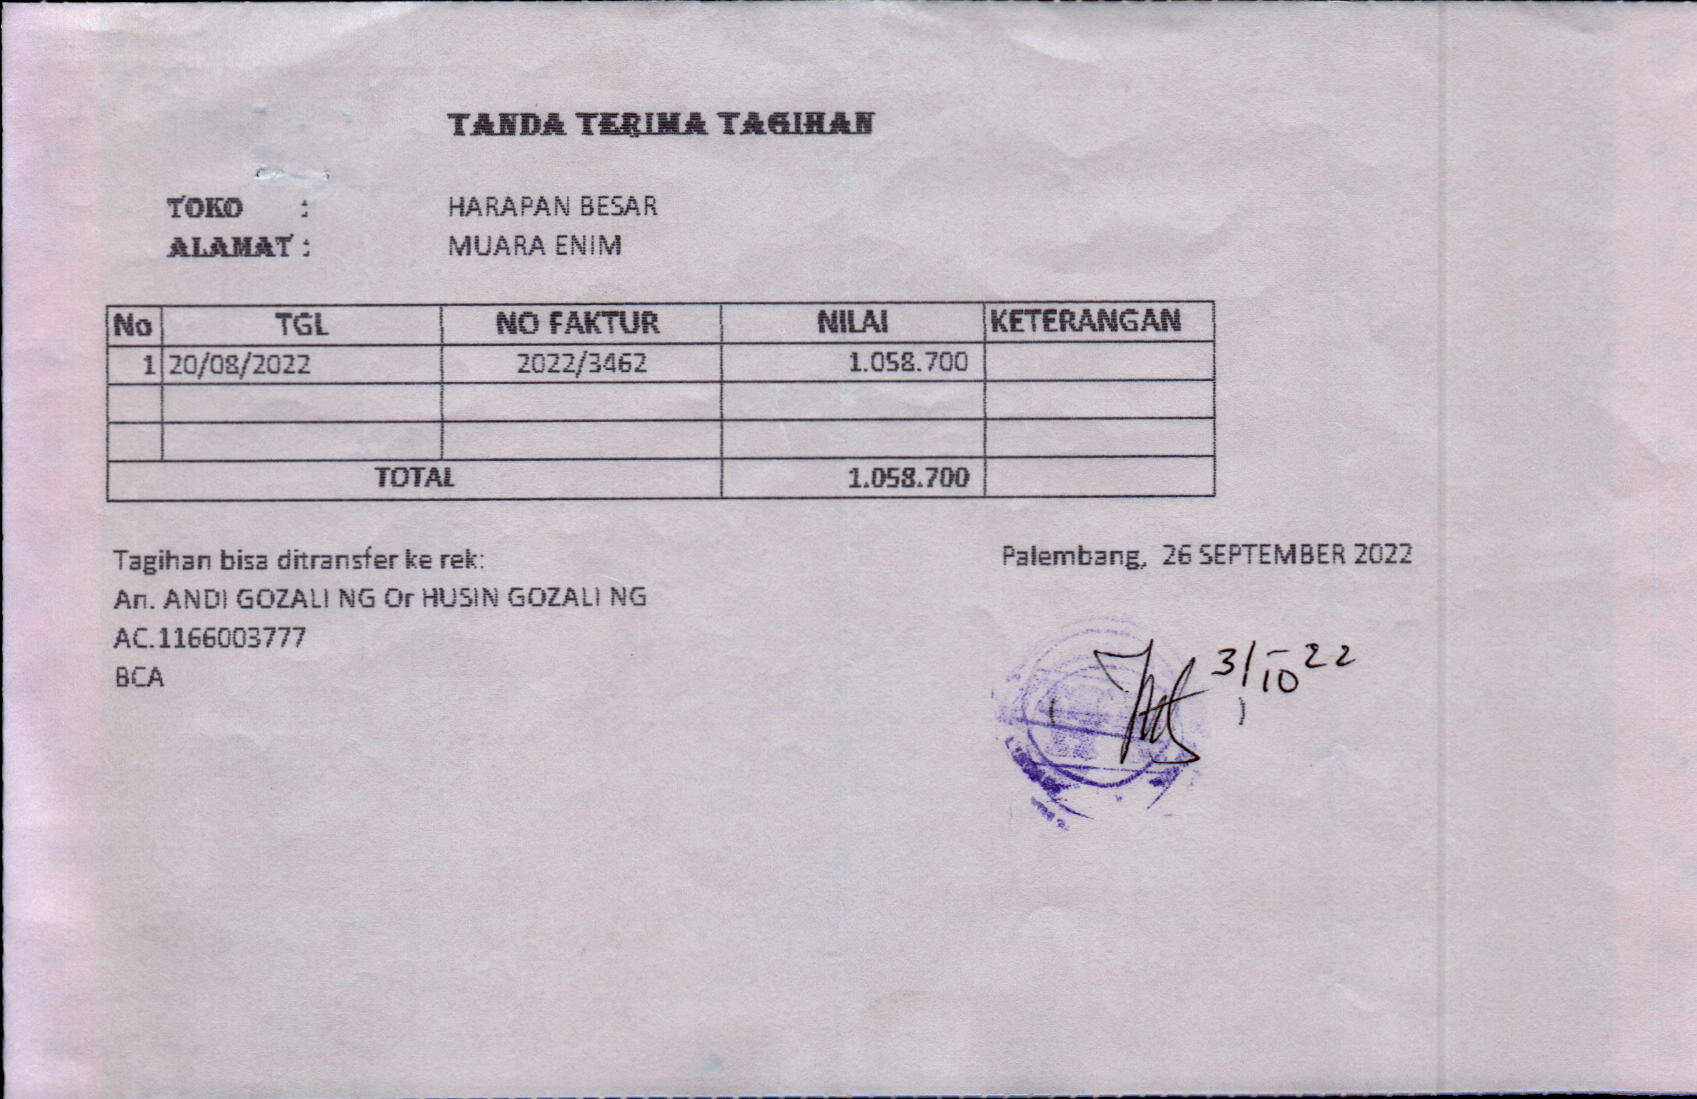 TANDA TERIMA TAGIHAN
TOKO : HARAPAN BESAR
ALAMAT : MUARA ENIM
No TGL NO FAKTUR NILAI KETERANGAN
1 20/08/2022 2022/3462 1.058.700
TOTAL 1.058.700
Tagihan bisa ditransfer ke rek:
An. ANDI GOZALI NG Or HUSIN GOZALI NG
AC.1166003777
BCA
Palembang, 26 SEPTEMBER 2022
3/10-22
( )